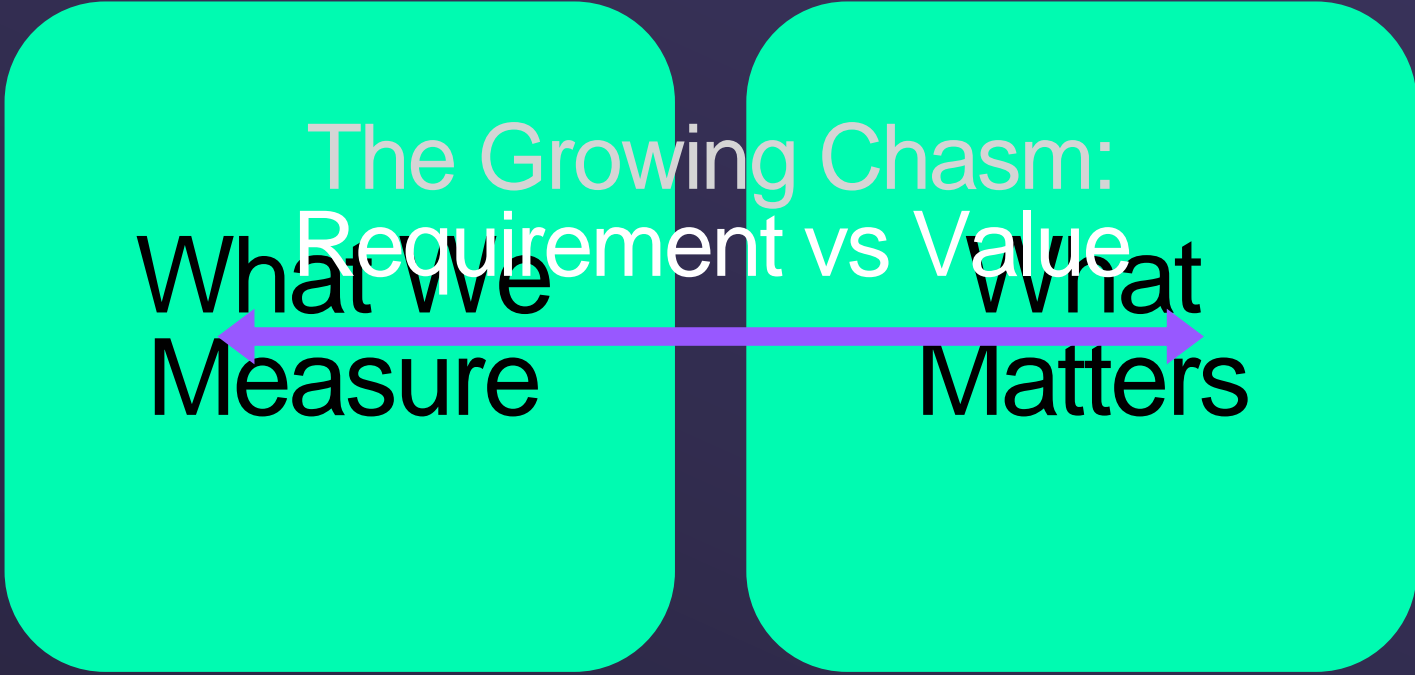 The Growing Chasm:
Requirement vs Value
What We
Measure
What
Matters